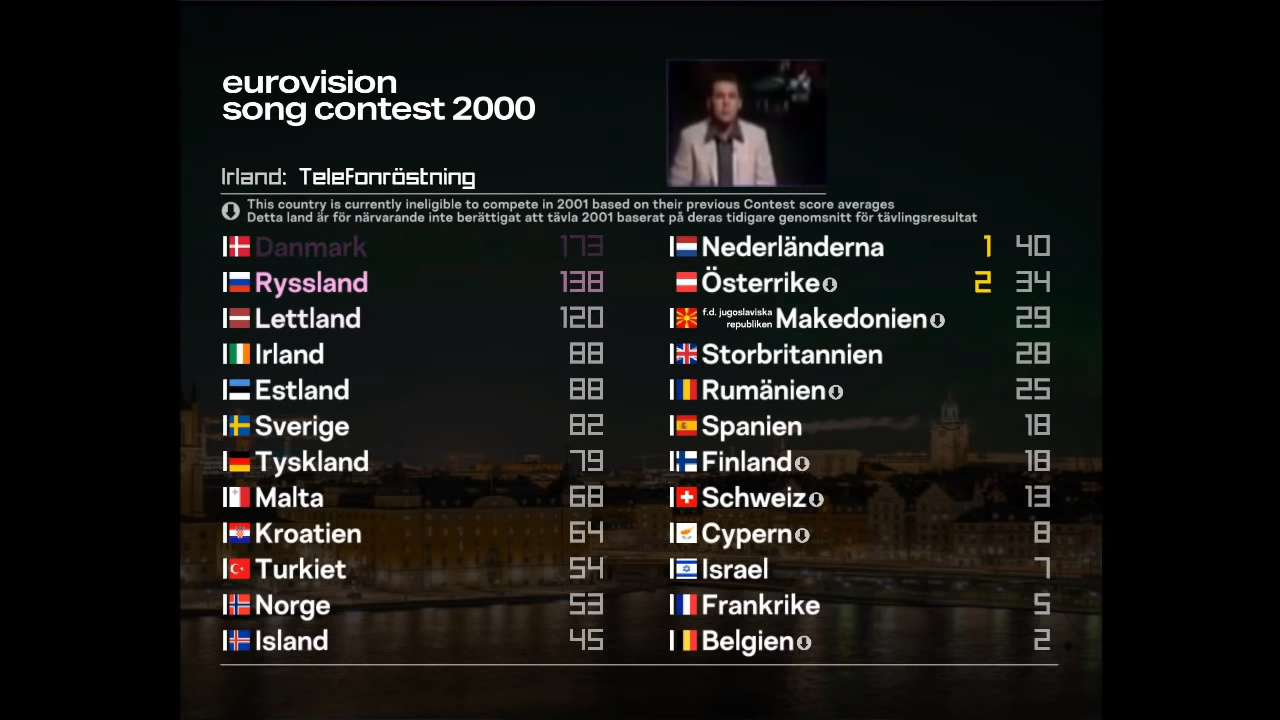 eurovision
song contest 2000
Irland: Telefonröstning
This country is currently ineligible to compete in 2001 based on their previous Contest score averages
Detta land är för närvarande inte berättigat att tävla 2001 baserat på deras tidigare genomsnitt för tävlingsresultat
Danmark 173
Ryssland 138
Lettland 120
Irland 88
Estland 88
Sverige 82
Tyskland 79
Malta 68
Kroatien 64
Turkiet 54
Norge 53
Island 45
Nederländerna 1 40
Österrike 2 34
f.d. jugoslaviska
republiken Makedonien 29
Storbritannien 28
Rumänien 25
Spanien 18
Finland 18
Schweiz 13
Cypern 8
Israel 7
Frankrike 5
Belgien 2